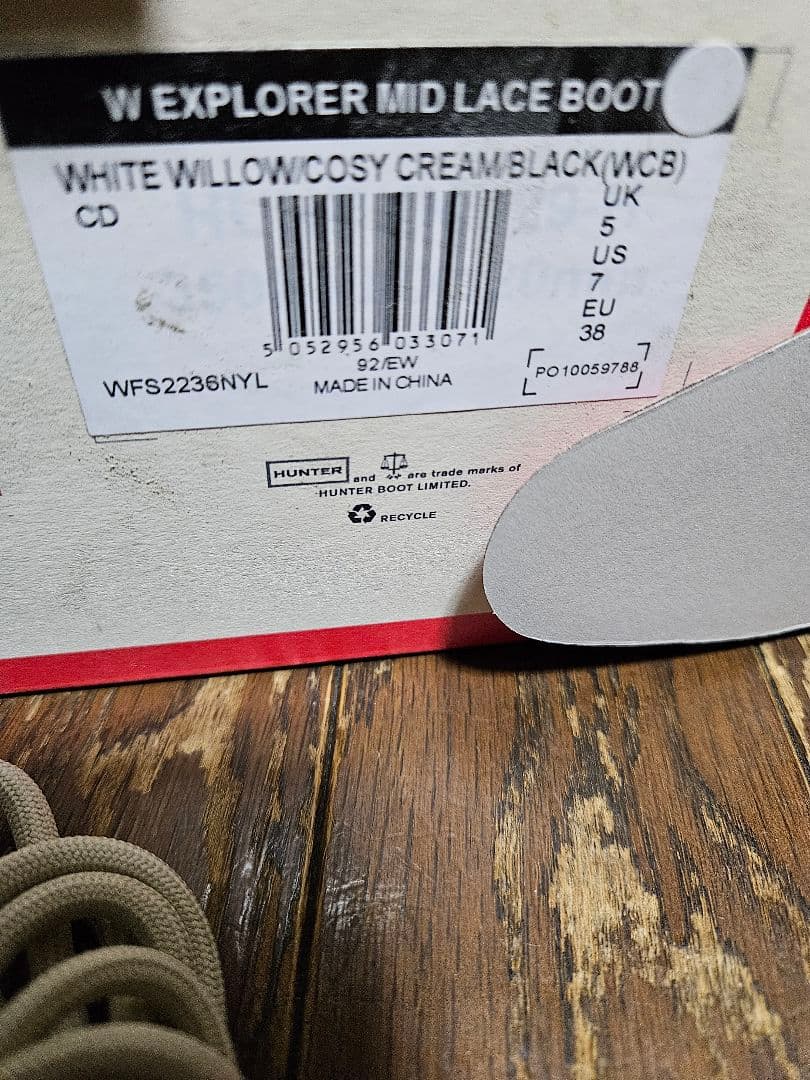 W EXPLORER MID LACE BOOT
WHITE WILLOW/COSY CREAM/BLACK(WCB)
CD
UK
5
US
7
EU
38
5 052956 033071
92/EW
MADE IN CHINA
WFS2236NYL
PO10059788
HUNTER and are trade marks of
HUNTER BOOT LIMITED.
RECYCLE